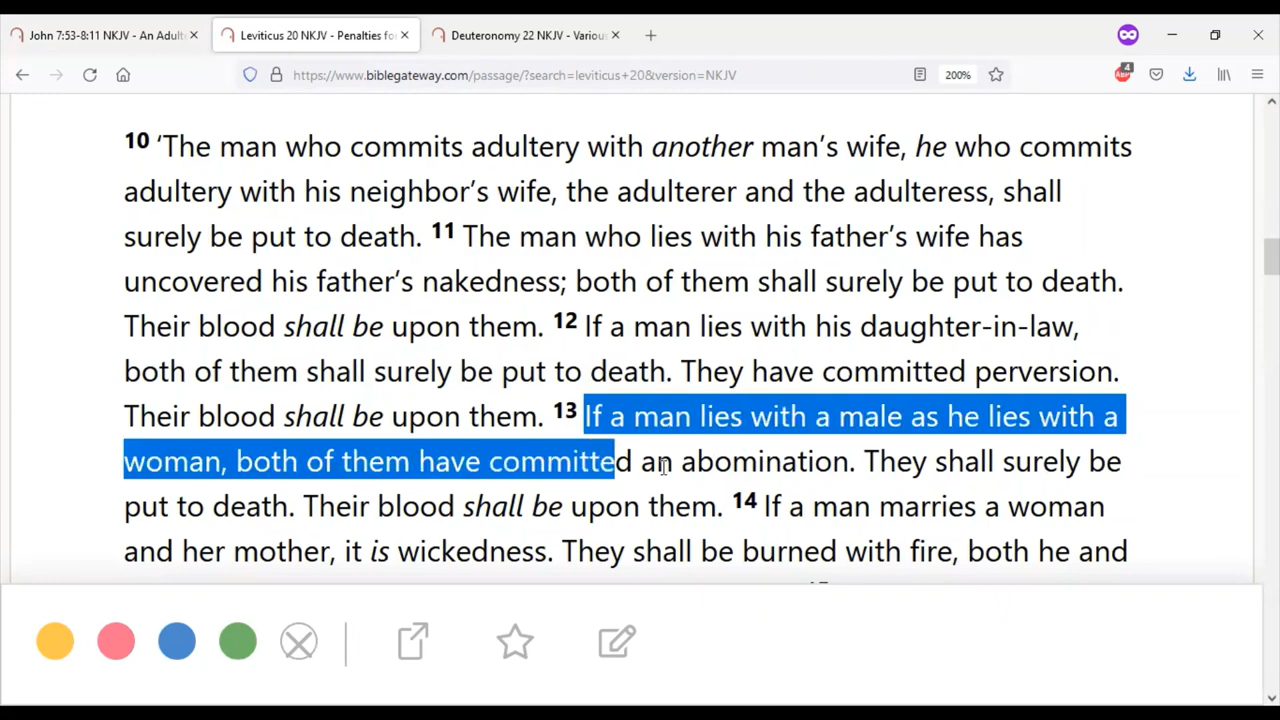 John 7:53-8:11 NKJV - An Adult
Leviticus 20 NKJV - Penalties fo
Deuteronomy 22 NKJV - Variou
https://www.biblegateway.com/passage/?search=leviticus+20&version=NKJV
200%
4
ABP
10 ‘The man who commits adultery with another man’s wife, he who commits
adultery with his neighbor’s wife, the adulterer and the adulteress, shall
surely be put to death. 11 The man who lies with his father’s wife has
uncovered his father’s nakedness; both of them shall surely be put to death.
Their blood shall be upon them. 12 If a man lies with his daughter-in-law,
both of them shall surely be put to death. They have committed perversion.
Their blood shall be upon them. 13 If a man lies with a male as he lies with a
woman, both of them have committed an abomination. They shall surely be
put to death. Their blood shall be upon them. 14 If a man marries a woman
and her mother, it is wickedness. They shall be burned with fire, both he and